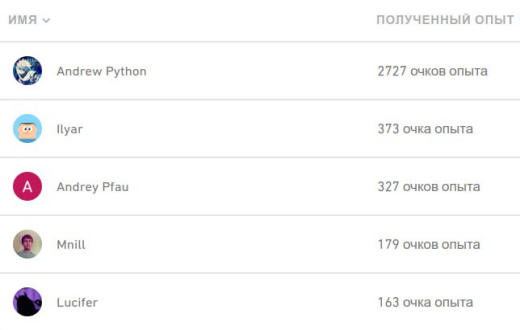 ИМЯ ПОЛУЧЕННЫЙ ОПЫТ
Andrew Python 2727 очков опыта
Ilyar 373 очка опыта
A Andrey Pfau 327 очков опыта
Mnill 179 очков опыта
Lucifer 163 очка опыта